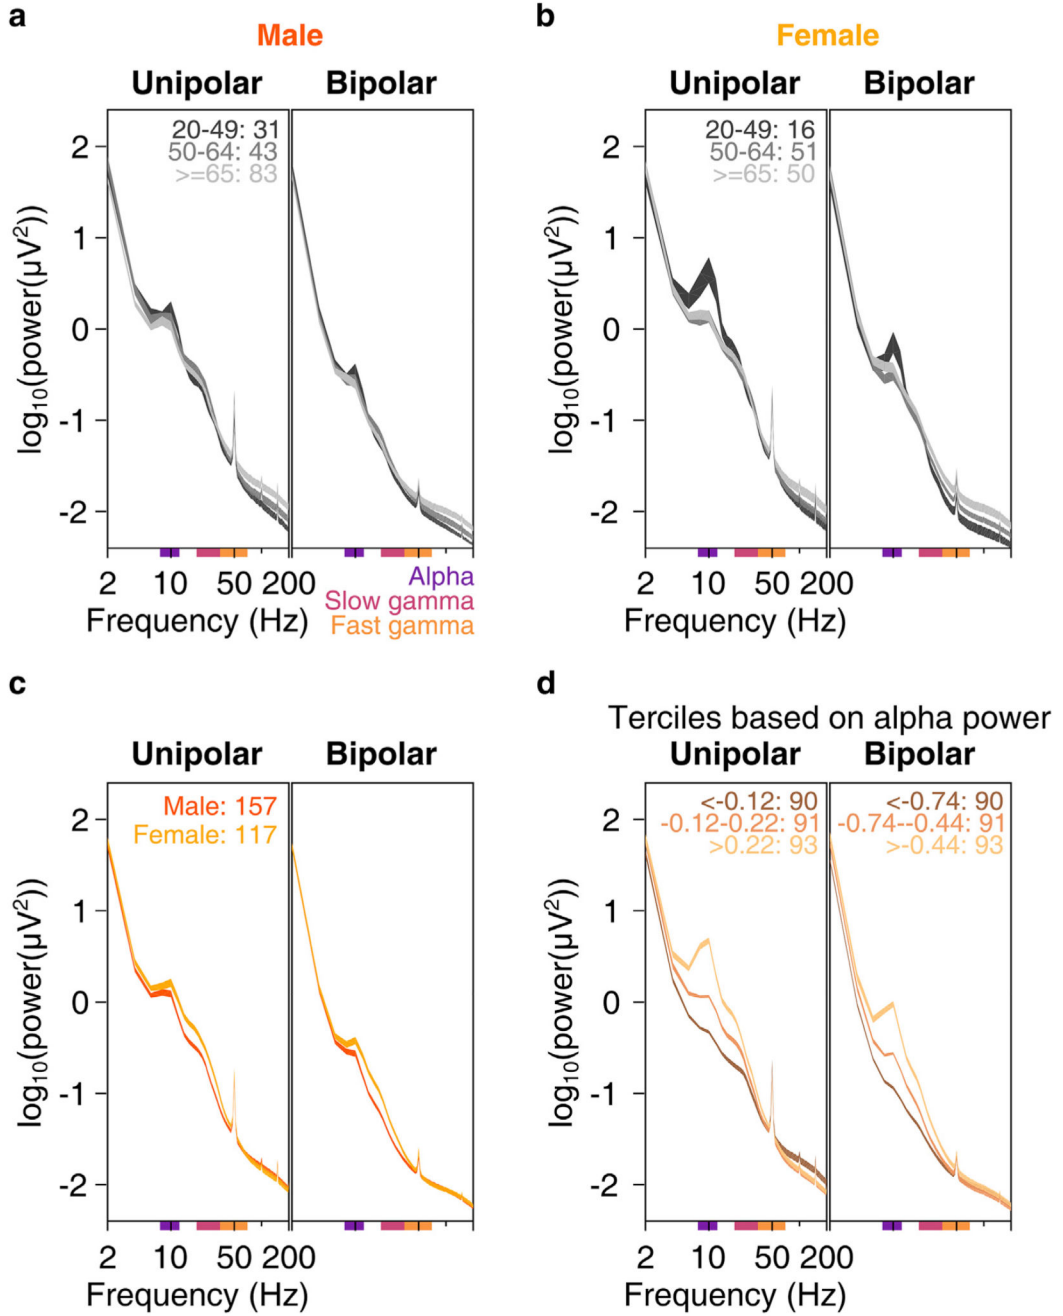 a
Male
Unipolar Bipolar
20-49: 31
50-64: 43
>=65: 83
2
1
0
-1
-2
log10(power(µV2))
2 10 50 200
Frequency (Hz)
Alpha
Slow gamma
Fast gamma
b
Female
Unipolar Bipolar
20-49: 16
50-64: 51
>=65: 50
2
1
0
-1
-2
log10(power(µV2))
2 10 50 200
Frequency (Hz)
c
Unipolar Bipolar
Male: 157
Female: 117
2
1
0
-1
-2
log10(power(µV2))
2 10 50 200
Frequency (Hz)
d
Terciles based on alpha power
Unipolar Bipolar
<-0.12: 90 <-0.74: 90
-0.12-0.22: 91 -0.74--0.44: 91
>0.22: 93 >-0.44: 93
2
1
0
-1
-2
log10(power(µV2))
2 10 50 200
Frequency (Hz)